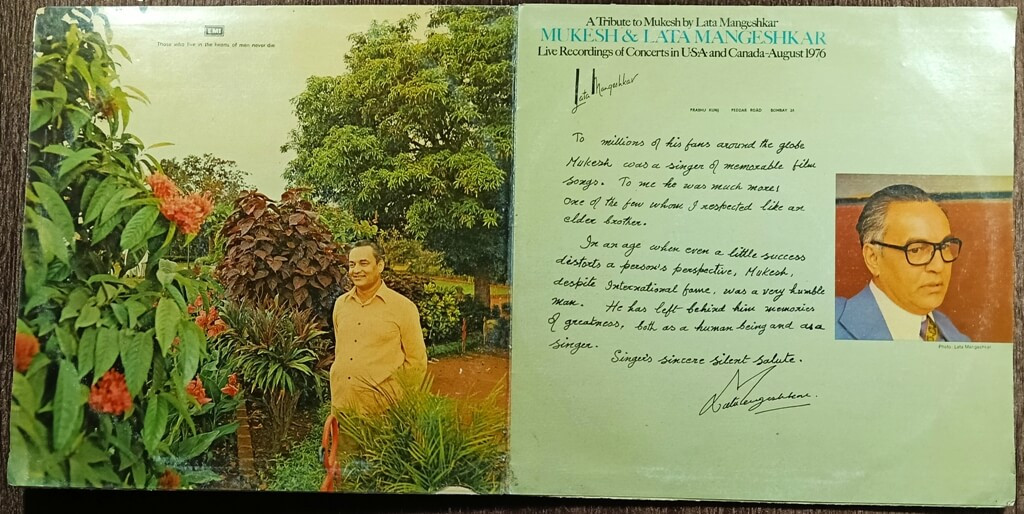 EMI
Those who live in the hearts of men never die
A Tribute to Mukesh by Lata Mangeshkar
MUKESH & LATA MANGESHKAR
Live Recordings of Concerts in USA and Canada-August 1976
Lata Mangeshkar
PRABHU KUNJ PEDDAR ROAD BOMBAY 26
To millions of his fans around the globe
Mukesh was a singer of memorable film
songs. To me he was much more!
One of the few whom I respected like an
elder brother.
In an age when even a little success
distorts a person's perspective, Mukesh,
despite International fame, was a very humble
man. He has left behind him memories
of greatness, both as a human being and as a
singer.
Singer's sincere silent salute.
Lata Mangeshkar.
Photo: Lata Mangeshkar